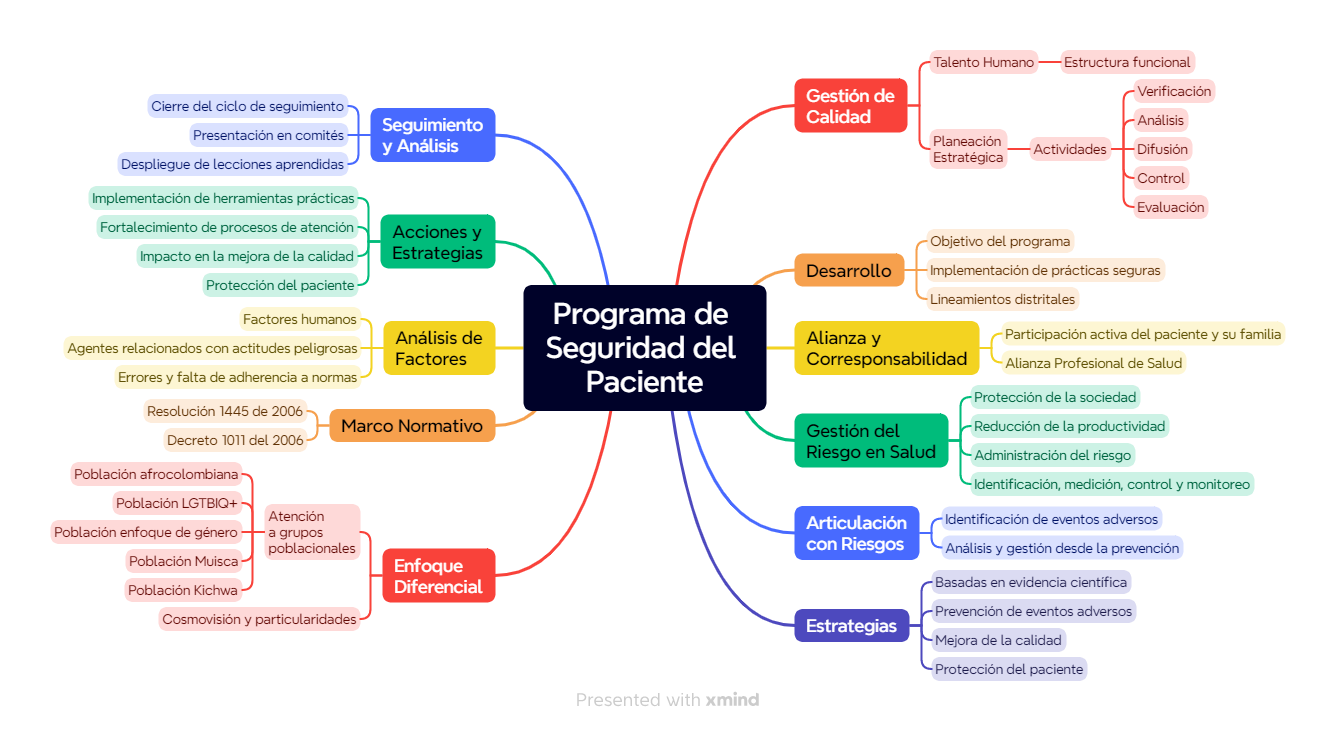 Programa de
Seguridad del
Paciente
Gestión de
Calidad
Talento Humano
Estructura funcional
Planeación
Estratégica
Actividades
Verificación
Análisis
Difusión
Control
Evaluación
Desarrollo
Objetivo del programa
Implementación de prácticas seguras
Lineamientos distritales
Alianza y
Corresponsabilidad
Participación activa del paciente y su familia
Alianza Profesional de Salud
Gestión del
Riesgo en Salud
Protección de la sociedad
Reducción de la productividad
Administración del riesgo
Identificación, medición, control y monitoreo
Articulación
con Riesgos
Identificación de eventos adversos
Análisis y gestión desde la prevención
Estrategias
Basadas en evidencia científica
Prevención de eventos adversos
Mejora de la calidad
Protección del paciente
Seguimiento
y Análisis
Cierre del ciclo de seguimiento
Presentación en comités
Despliegue de lecciones aprendidas
Acciones y
Estrategias
Implementación de herramientas prácticas
Fortalecimiento de procesos de atención
Impacto en la mejora de la calidad
Protección del paciente
Análisis de
Factores
Factores humanos
Agentes relacionados con actitudes peligrosas
Errores y falta de adherencia a normas
Marco Normativo
Resolución 1445 de 2006
Decreto 1011 del 2006
Enfoque
Diferencial
Atención
a grupos
poblacionales
Población afrocolombiana
Población LGTBIQ+
Población enfoque de género
Población Muisca
Población Kichwa
Cosmovisión y particularidades
Presented with xmind